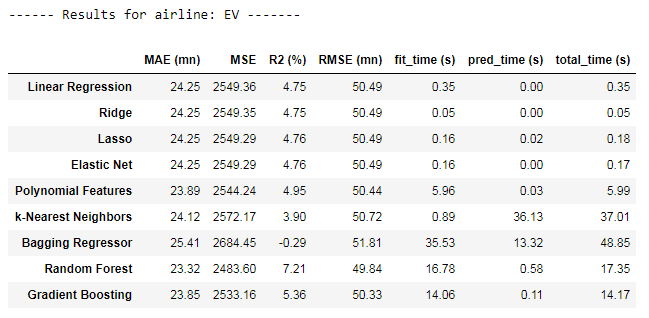 ------ Results for airline: EV -------
MAE (mn) MSE R2 (%) RMSE (mn) fit_time (s) pred_time (s) total_time (s)
Linear Regression 24.25 2549.36 4.75 50.49 0.35 0.00 0.35
Ridge 24.25 2549.35 4.75 50.49 0.05 0.00 0.05
Lasso 24.25 2549.29 4.76 50.49 0.16 0.02 0.18
Elastic Net 24.25 2549.29 4.76 50.49 0.16 0.00 0.17
Polynomial Features 23.89 2544.24 4.95 50.44 5.96 0.03 5.99
k-Nearest Neighbors 24.12 2572.17 3.90 50.72 0.89 36.13 37.01
Bagging Regressor 25.41 2684.45 -0.29 51.81 35.53 13.32 48.85
Random Forest 23.32 2483.60 7.21 49.84 16.78 0.58 17.35
Gradient Boosting 23.85 2533.16 5.36 50.33 14.06 0.11 14.17